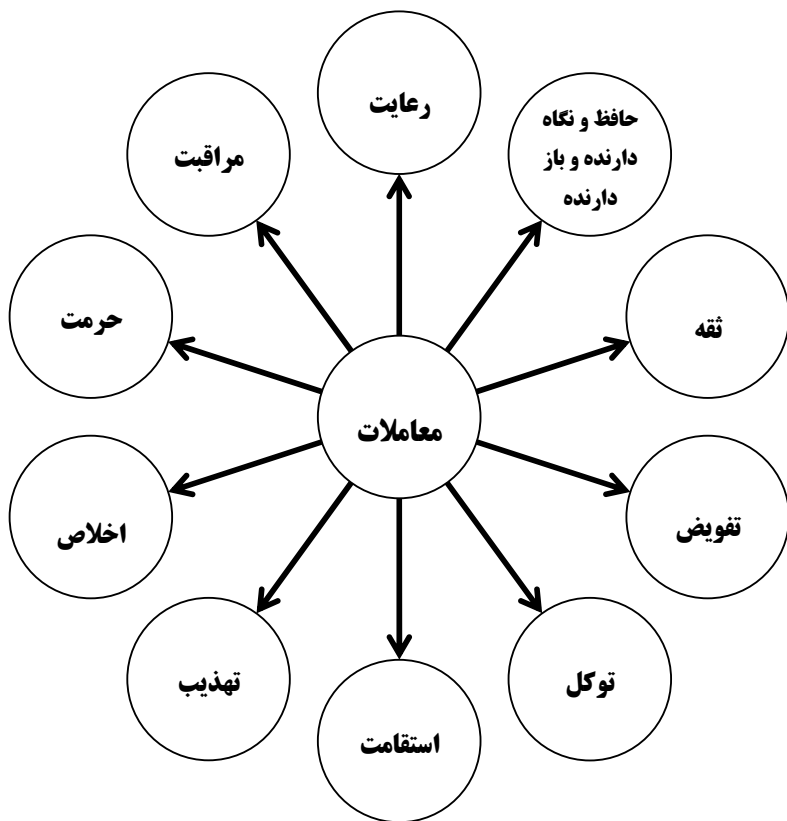 رعایت
حافظ و نگاه
دارنده و باز
دارنده
مراقبت
ثقه
حرمت
معاملات
تفویض
اخلاص
توکل
تهذیب
استقامت